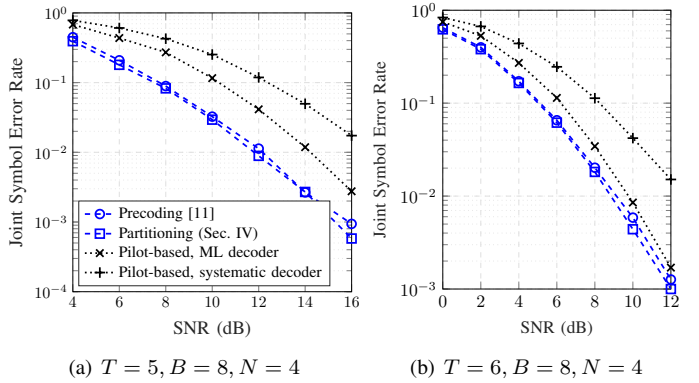 10^0
10^−1
10^−2
10^−3
10^−4
Joint Symbol Error Rate
4 6 8 10 12 14 16
SNR (dB)
Precoding [11]
Partitioning (Sec. IV)
Pilot-based, ML decoder
Pilot-based, systematic decoder
(a) T = 5, B = 8, N = 4
10^0
10^−1
10^−2
10^−3
Joint Symbol Error Rate
0 2 4 6 8 10 12
SNR (dB)
(b) T = 6, B = 8, N = 4